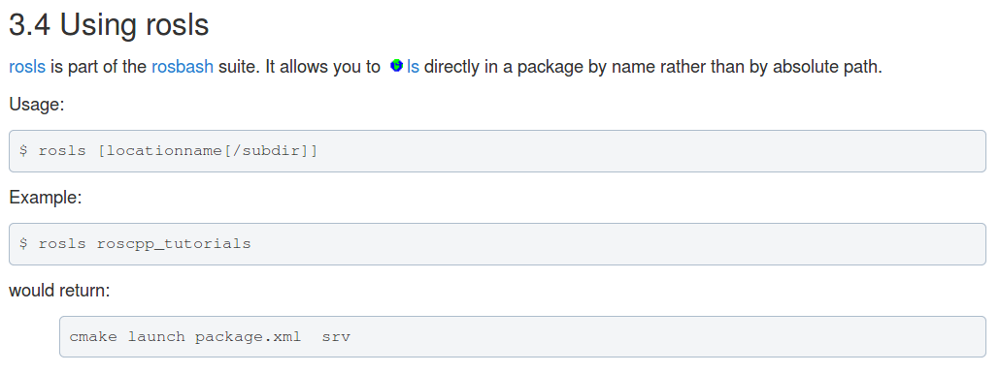 3.4 Using rosls
rosls is part of the rosbash suite. It allows you to ls directly in a package by name rather than by absolute path.
Usage:
$ rosls [locationname[/subdir]]
Example:
$ rosls roscpp_tutorials
would return:
cmake launch package.xml  srv